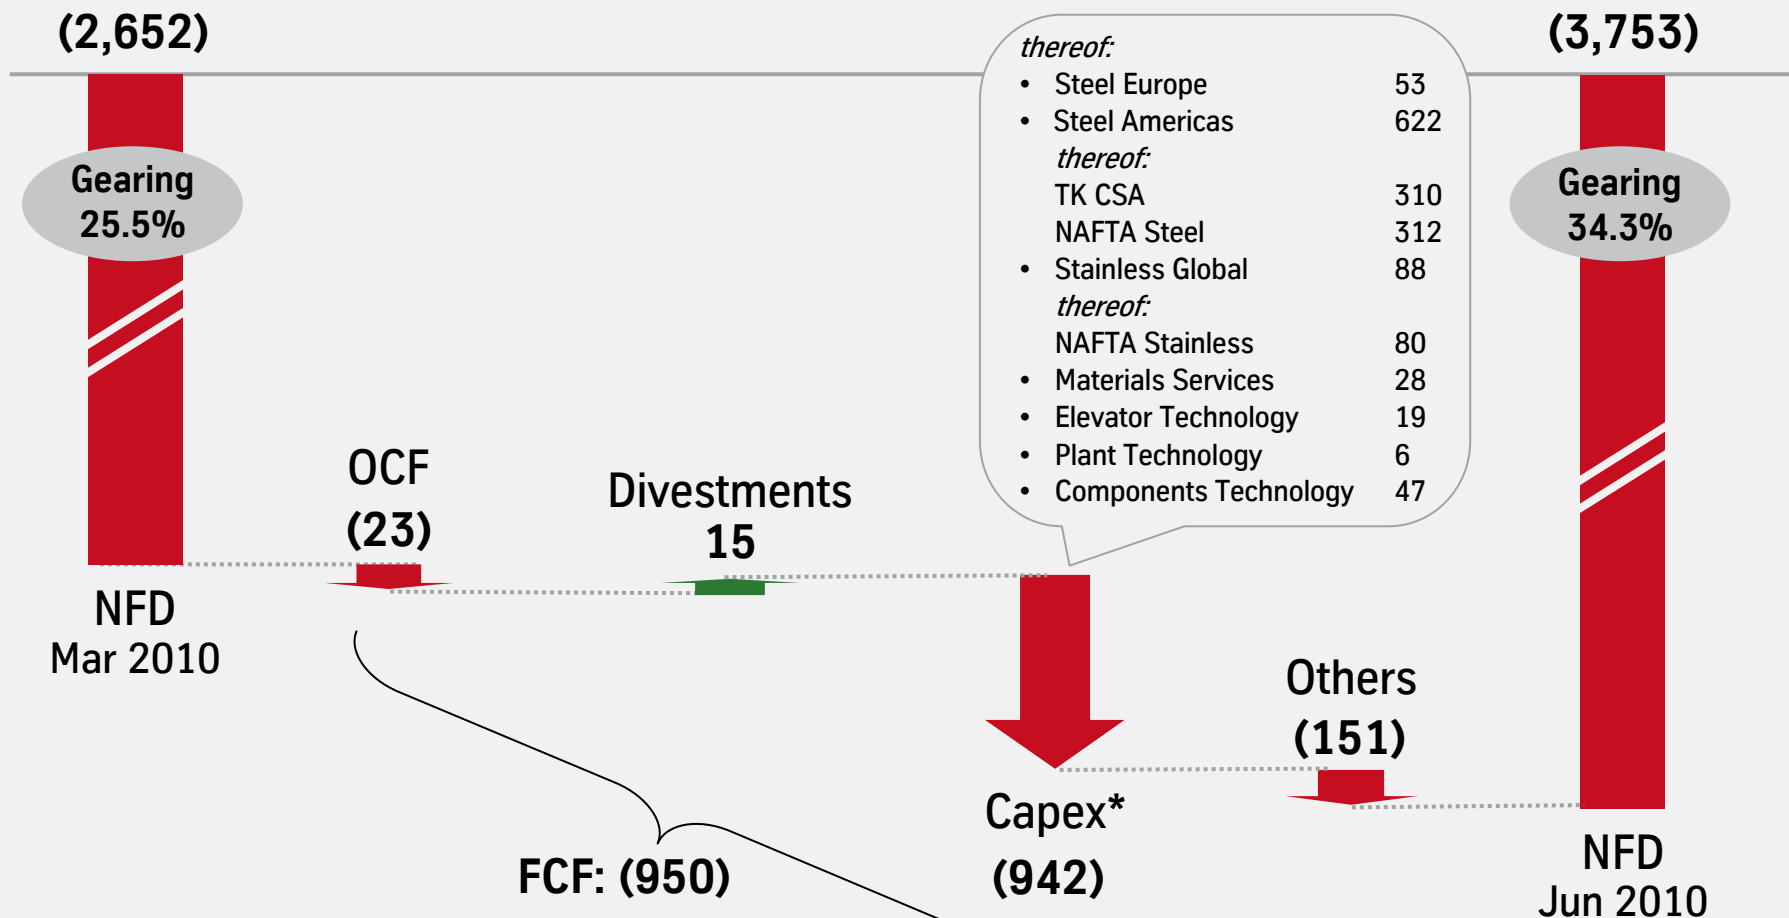 (2,652)
Gearing
25.5%
NFD
Mar 2010
OCF
(23)
Divestments
15
thereof:
• Steel Europe 53
• Steel Americas 622
thereof:
TK CSA 310
NAFTA Steel 312
• Stainless Global 88
thereof:
NAFTA Stainless 80
• Materials Services 28
• Elevator Technology 19
• Plant Technology 6
• Components Technology 47
Capex*
(942)
FCF: (950)
Others
(151)
(3,753)
Gearing
34.3%
NFD
Jun 2010